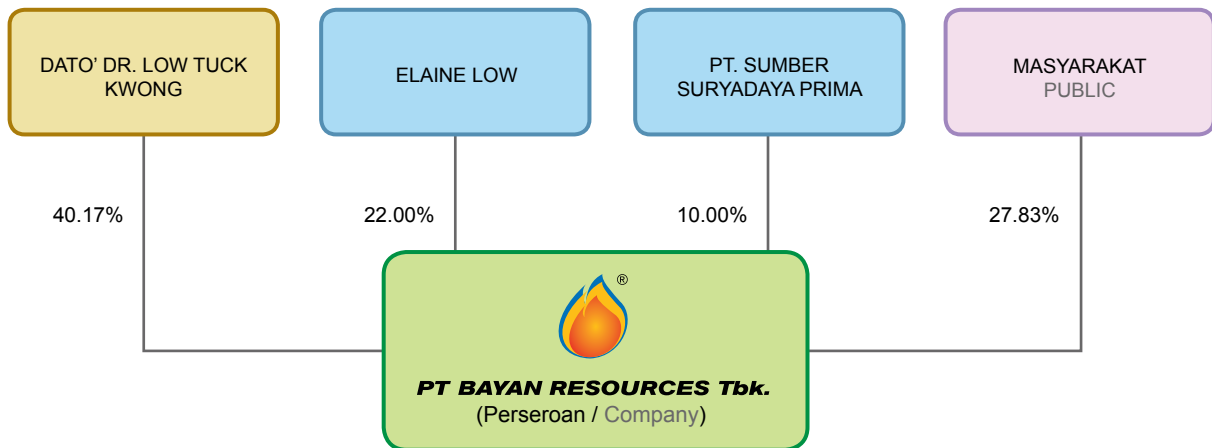 DATO’ DR. LOW TUCK
KWONG
ELAINE LOW
PT. SUMBER
SURYADAYA PRIMA
MASYARAKAT
PUBLIC
40.17%
22.00%
10.00%
27.83%
®
PT BAYAN RESOURCES Tbk.
(Perseroan / Company)